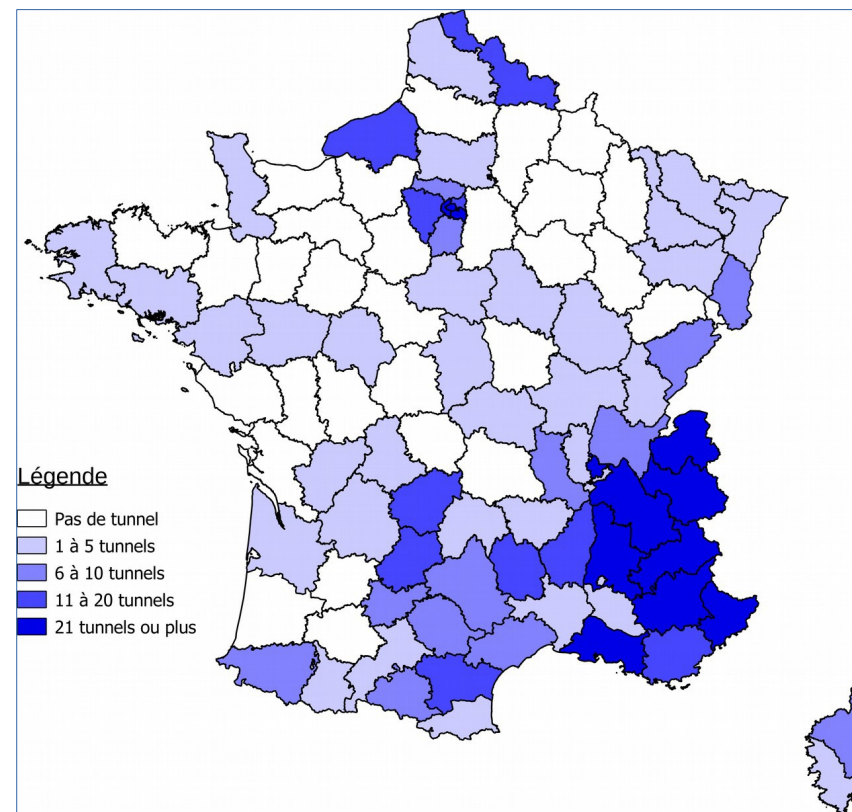 Légende
Pas de tunnel
1 à 5 tunnels
6 à 10 tunnels
11 à 20 tunnels
21 tunnels ou plus